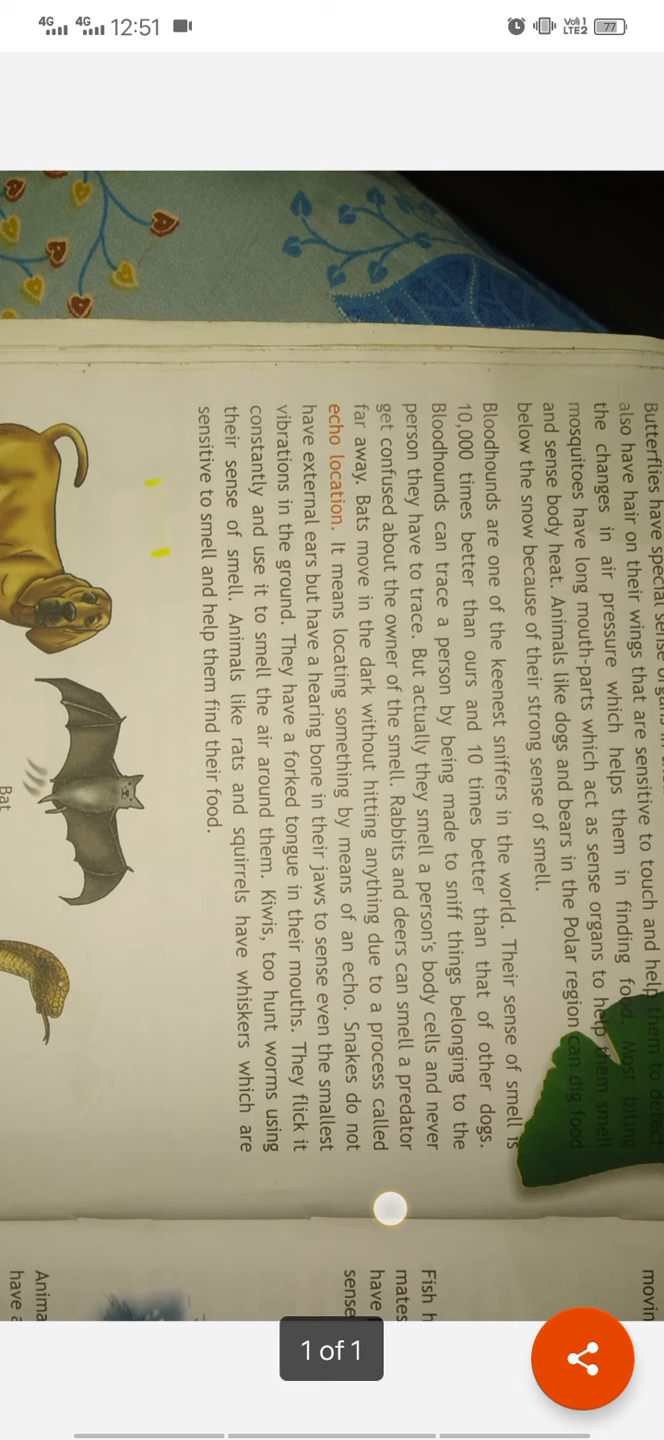 4G 4G 12:51
Vo)) 1
LTE2 77
Butterflies have special sense organs in
also have hair on their wings that are sensitive to touch and help them to detect
the changes in air pressure which helps them in finding food. Most biting
mosquitoes have long mouth-parts which act as sense organs to help them smell
and sense body heat. Animals like dogs and bears in the Polar region can dig food
below the snow because of their strong sense of smell.
Bloodhounds are one of the keenest sniffers in the world. Their sense of smell is
10,000 times better than ours and 10 times better than that of other dogs.
Bloodhounds can trace a person by being made to sniff things belonging to the
person they have to trace. But actually they smell a person's body cells and never
get confused about the owner of the smell. Rabbits and deers can smell a predator
far away. Bats move in the dark without hitting anything due to a process called
echo location. It means locating something by means of an echo. Snakes do not
have external ears but have a hearing bone in their jaws to sense even the smallest
vibrations in the ground. They have a forked tongue in their mouths. They flick it
constantly and use it to smell the air around them. Kiwis, too hunt worms using
their sense of smell. Animals like rats and squirrels have whiskers which are
sensitive to smell and help them find their food.
Bat
movin
Fish h
mates
have
sense
Anima
have a
1 of 1